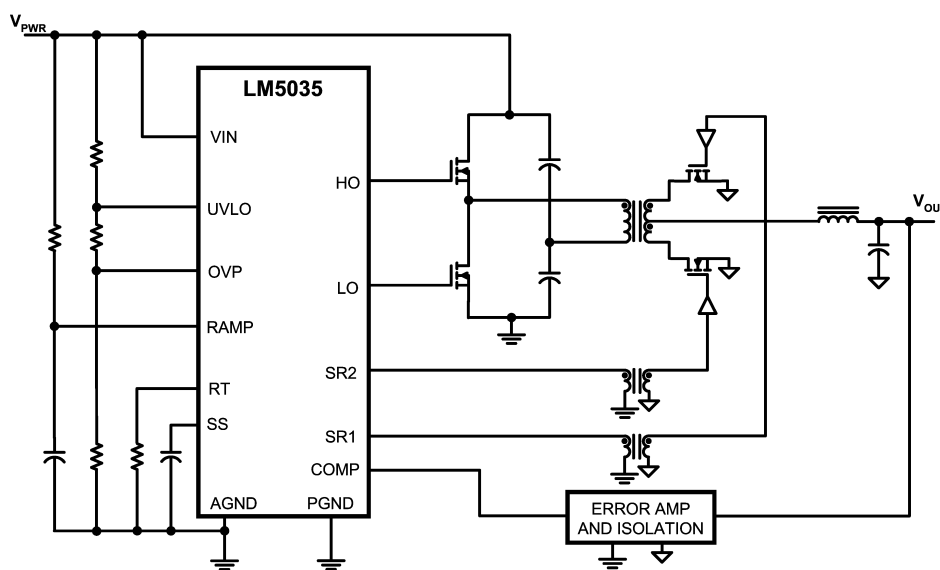 VPWR
LM5035
VIN
HO
UVLO
VOU
OVP
LO
RAMP
RT
SR2
SS
SR1
COMP
AGND
PGND
ERROR AMP
AND ISOLATION